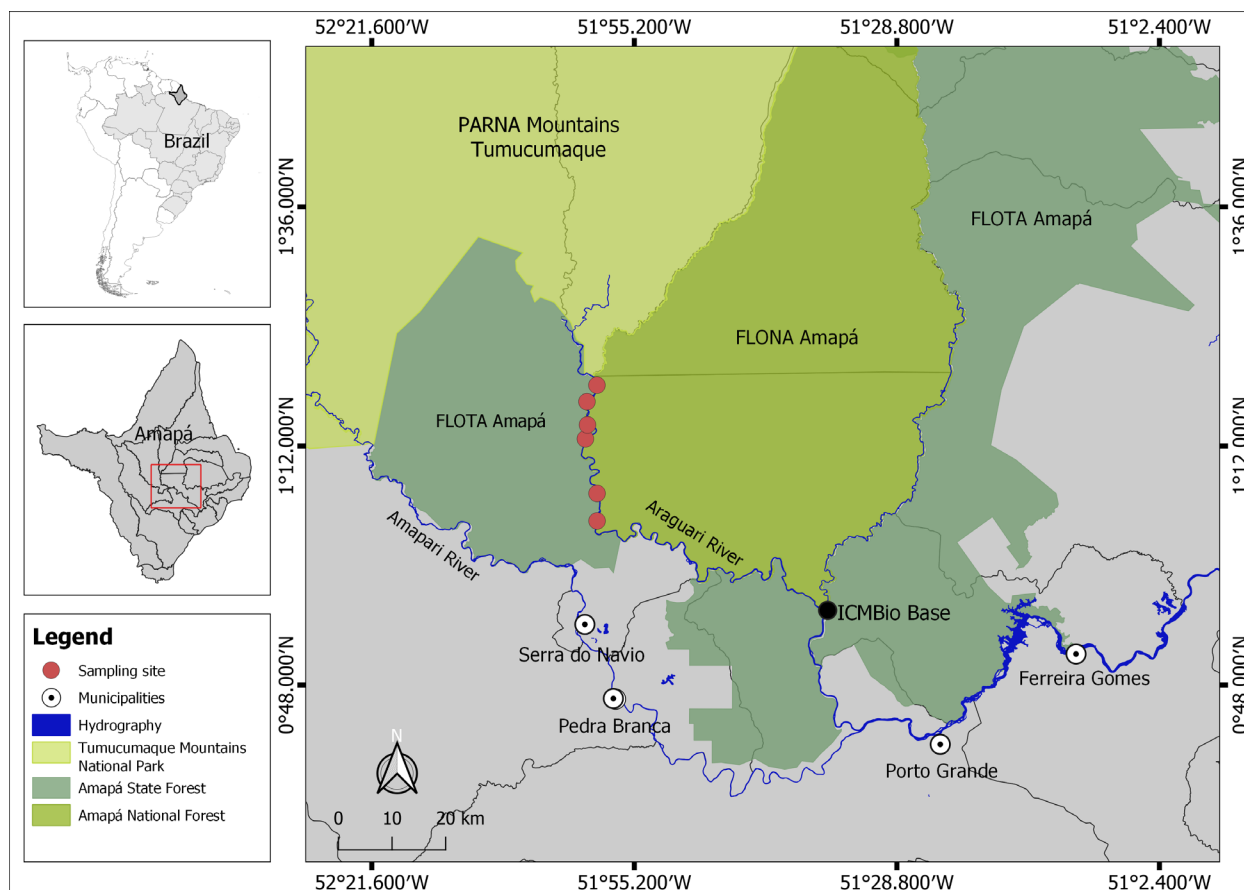 52°21.600'W 51°55.200'W 51°28.800'W 51°2.400'W
Brazil
PARNA Mountains
Tumucumaque
1°36.000'N
1°36.000'N
FLOTA Amapá
FLONA Amapá
FLOTA Amapá
Amapá
1°12.000'N
1°12.000'N
Amapari River
Araguari River
ICMBio Base
Serra do Navio
Ferreira Gomes
Pedra Branca
Porto Grande
0°48.000'N
0°48.000'N
Legend
Sampling site
Municipalities
Hydrography
Tumucumaque Mountains
National Park
Amapá State Forest
Amapá National Forest
N
0 10 20 km
52°21.600'W 51°55.200'W 51°28.800'W 51°2.400'W